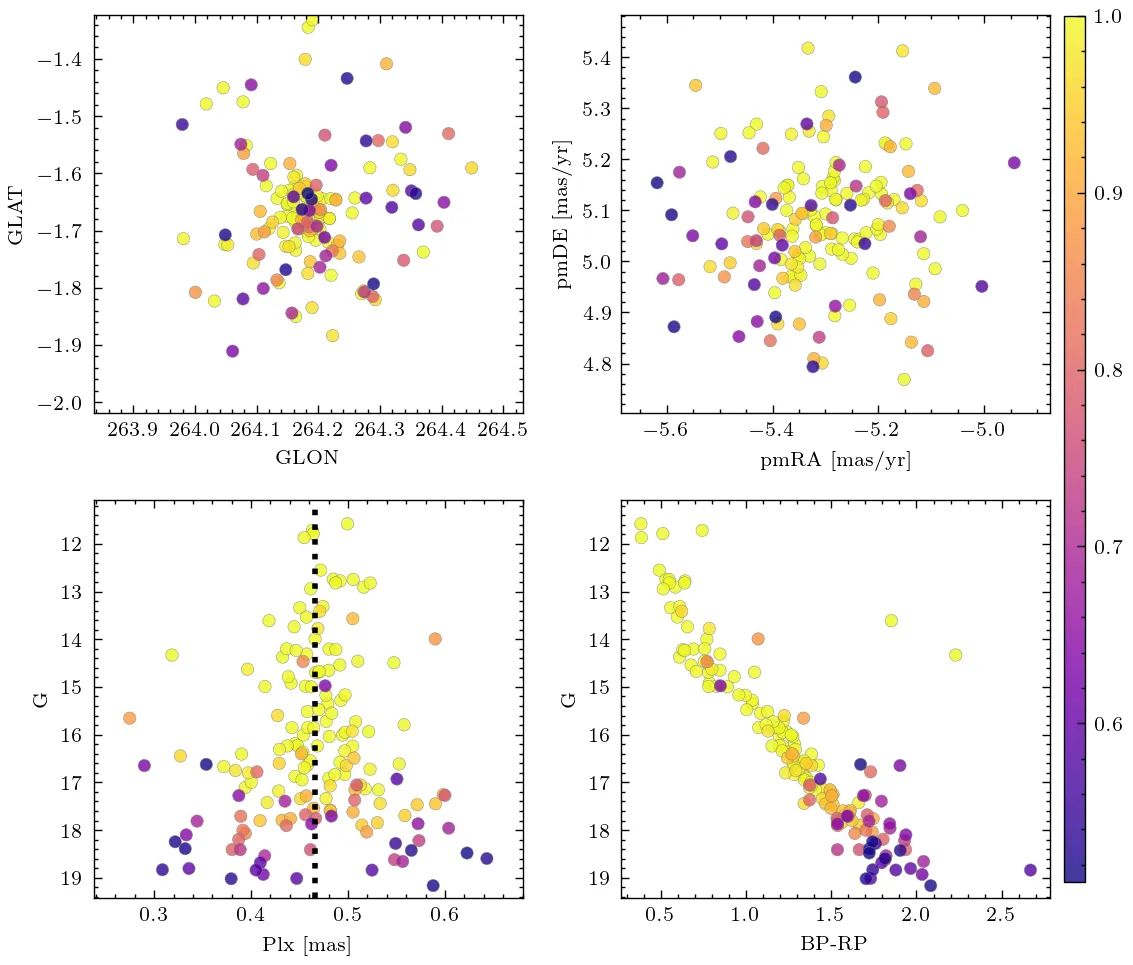 −1.4
−1.5
−1.6
−1.7
−1.8
−1.9
−2.0
GLAT
263.9 264.0 264.1 264.2 264.3 264.4 264.5
GLON
5.4
5.3
5.2
5.1
5.0
4.9
4.8
pmDE [mas/yr]
−5.6 −5.4 −5.2 −5.0
pmRA [mas/yr]
1.0
0.9
0.8
0.7
0.6
12
13
14
15
16
17
18
19
G
0.3 0.4 0.5 0.6
Plx [mas]
12
13
14
15
16
17
18
19
G
0.5 1.0 1.5 2.0 2.5
BP-RP